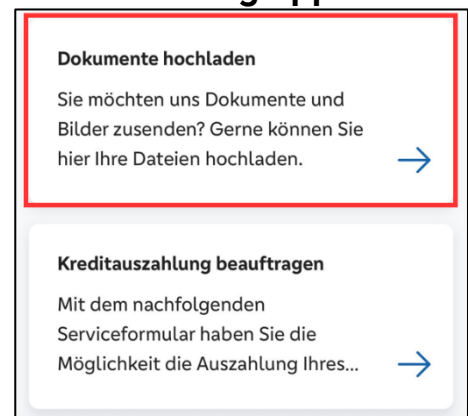 Dokumente hochladen
Sie möchten uns Dokumente und
Bilder zusenden? Gerne können Sie
hier Ihre Dateien hochladen.
Kreditauszahlung beauftragen
Mit dem nachfolgenden
Serviceformular haben Sie die
Möglichkeit die Auszahlung Ihres...